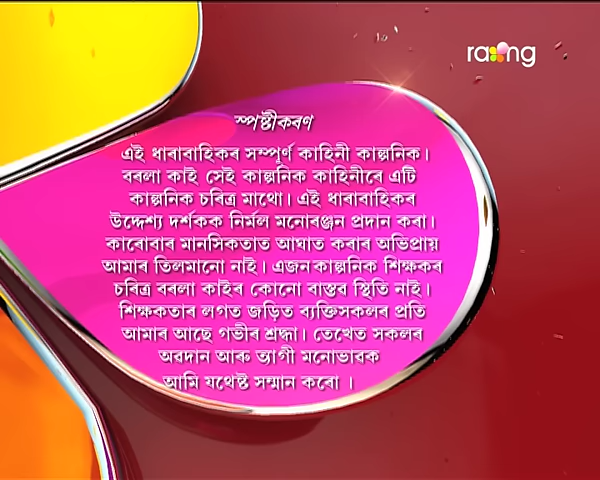 rang
স্পষ্টীকৰণ
এই ধাৰাবাহিকৰ সম্পূৰ্ণ কাহিনী কাল্পনিক।
বৰলা কাই সেই কাল্পনিক কাহিনীৰে এটি
কাল্পনিক চৰিত্ৰ মাথো। এই ধাৰাবাহিকৰ
উদ্দেশ্য দৰ্শকক নিৰ্মল মনোৰঞ্জন প্ৰদান কৰা।
কাৰোবাৰ মানসিকতাত আঘাত কৰাৰ অভিপ্ৰায়
আমাৰ তিলমানো নাই। এজন কাল্পনিক শিক্ষকৰ
চৰিত্ৰ বৰলা কাইৰ কোনো বাস্তৱ স্থিতি নাই।
শিক্ষকতাৰ লগত জড়িত ব্যক্তিসকলৰ প্ৰতি
আমাৰ আছে গভীৰ শ্ৰদ্ধা। তেখেত সকলৰ
অৱদান আৰু ত্যাগী মনোভাৱক
আমি যথেষ্ট সন্মান কৰো ।